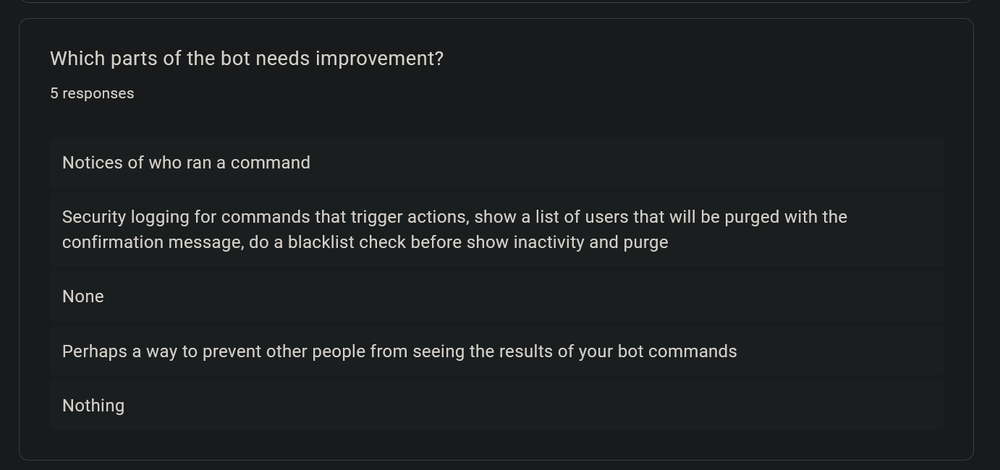 Which parts of the bot needs improvement?
5 responses
Notices of who ran a command
Security logging for commands that trigger actions, show a list of users that will be purged with the
confirmation message, do a blacklist check before show inactivity and purge
None
Perhaps a way to prevent other people from seeing the results of your bot commands
Nothing